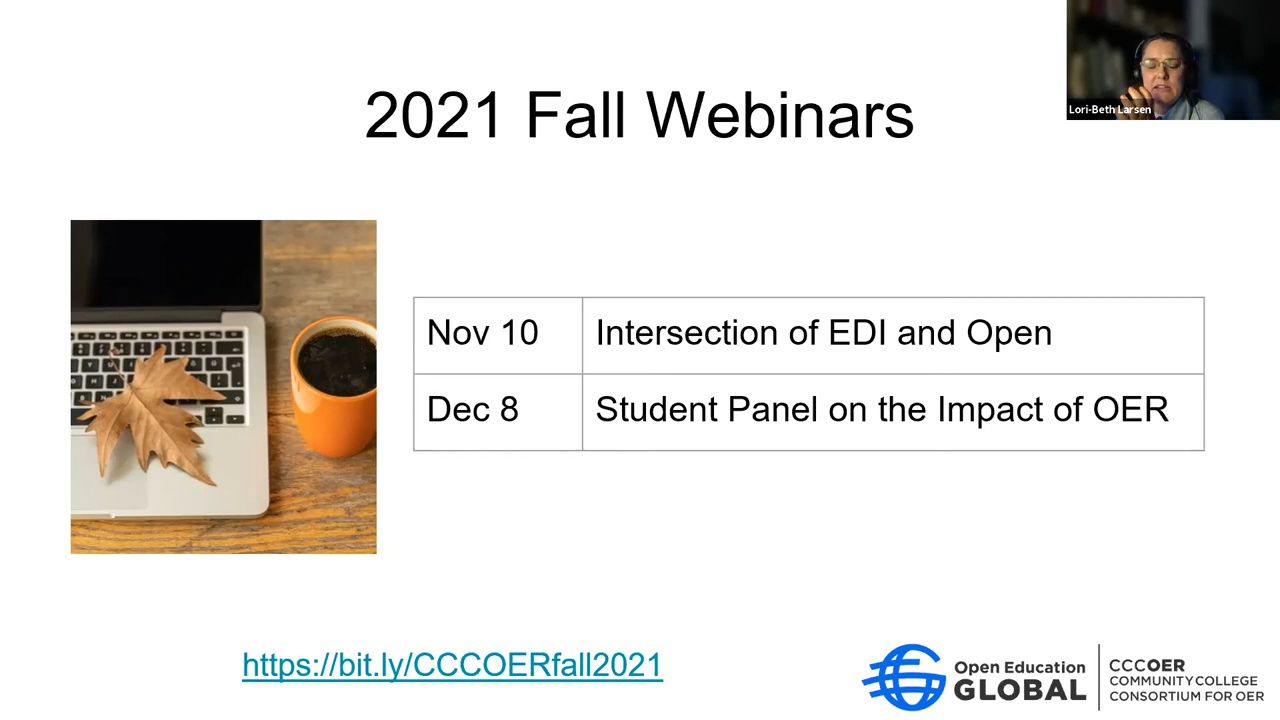 2021 Fall Webinars
Lori-Beth Larsen
Nov 10 Intersection of EDI and Open
Dec 8 Student Panel on the Impact of OER
https://bit.ly/CCCOERfall2021
Open Education
GLOBAL
CCCOER
COMMUNITY COLLEGE
CONSORTIUM FOR OER